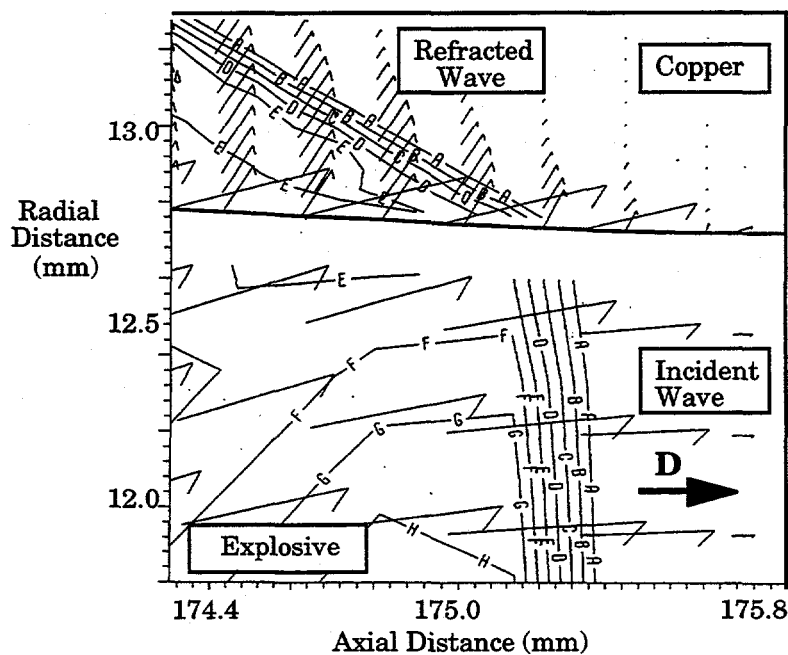 Refracted
Wave
Copper
13.0
Radial
Distance
(mm)
12.5
Incident
Wave
D
12.0
Explosive
174.4 175.0 175.8
Axial Distance (mm)